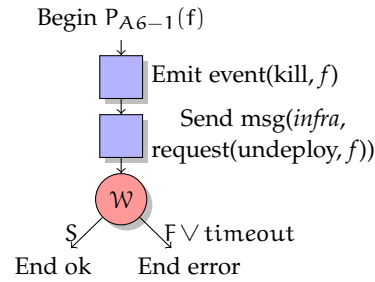 Begin P_{A6−1}(f)
Emit event(kill, f)
Send msg(infra,
request(undeploy, f))
W
S F ∨ timeout
End ok End error